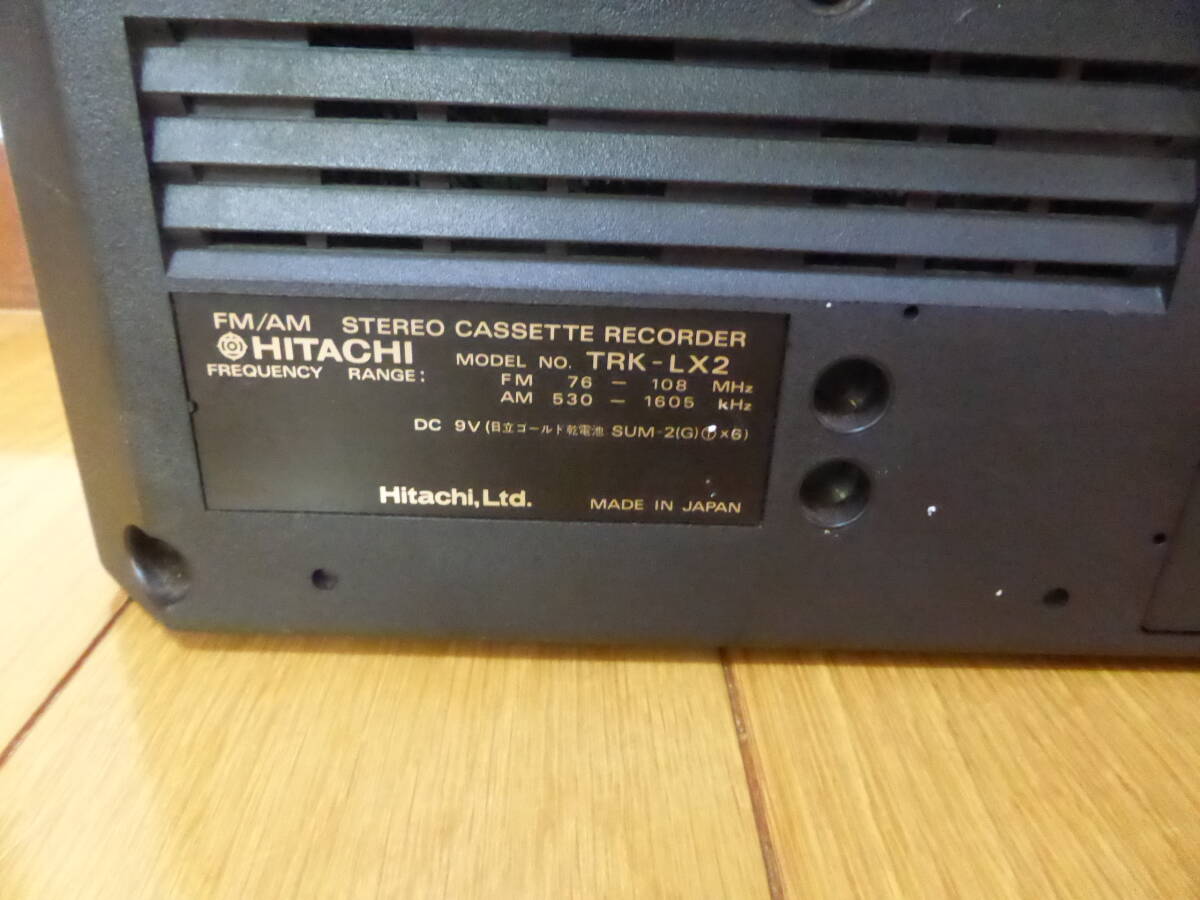 FM/AM STEREO CASSETTE RECORDER
HITACHI MODEL NO. TRK-LX2
FREQUENCY RANGE: FM 76 - 108 MHz
AM 530 - 1605 kHz
DC 9V (日立ゴールド乾電池 SUM-2(G) ×6)
Hitachi, Ltd. MADE IN JAPAN